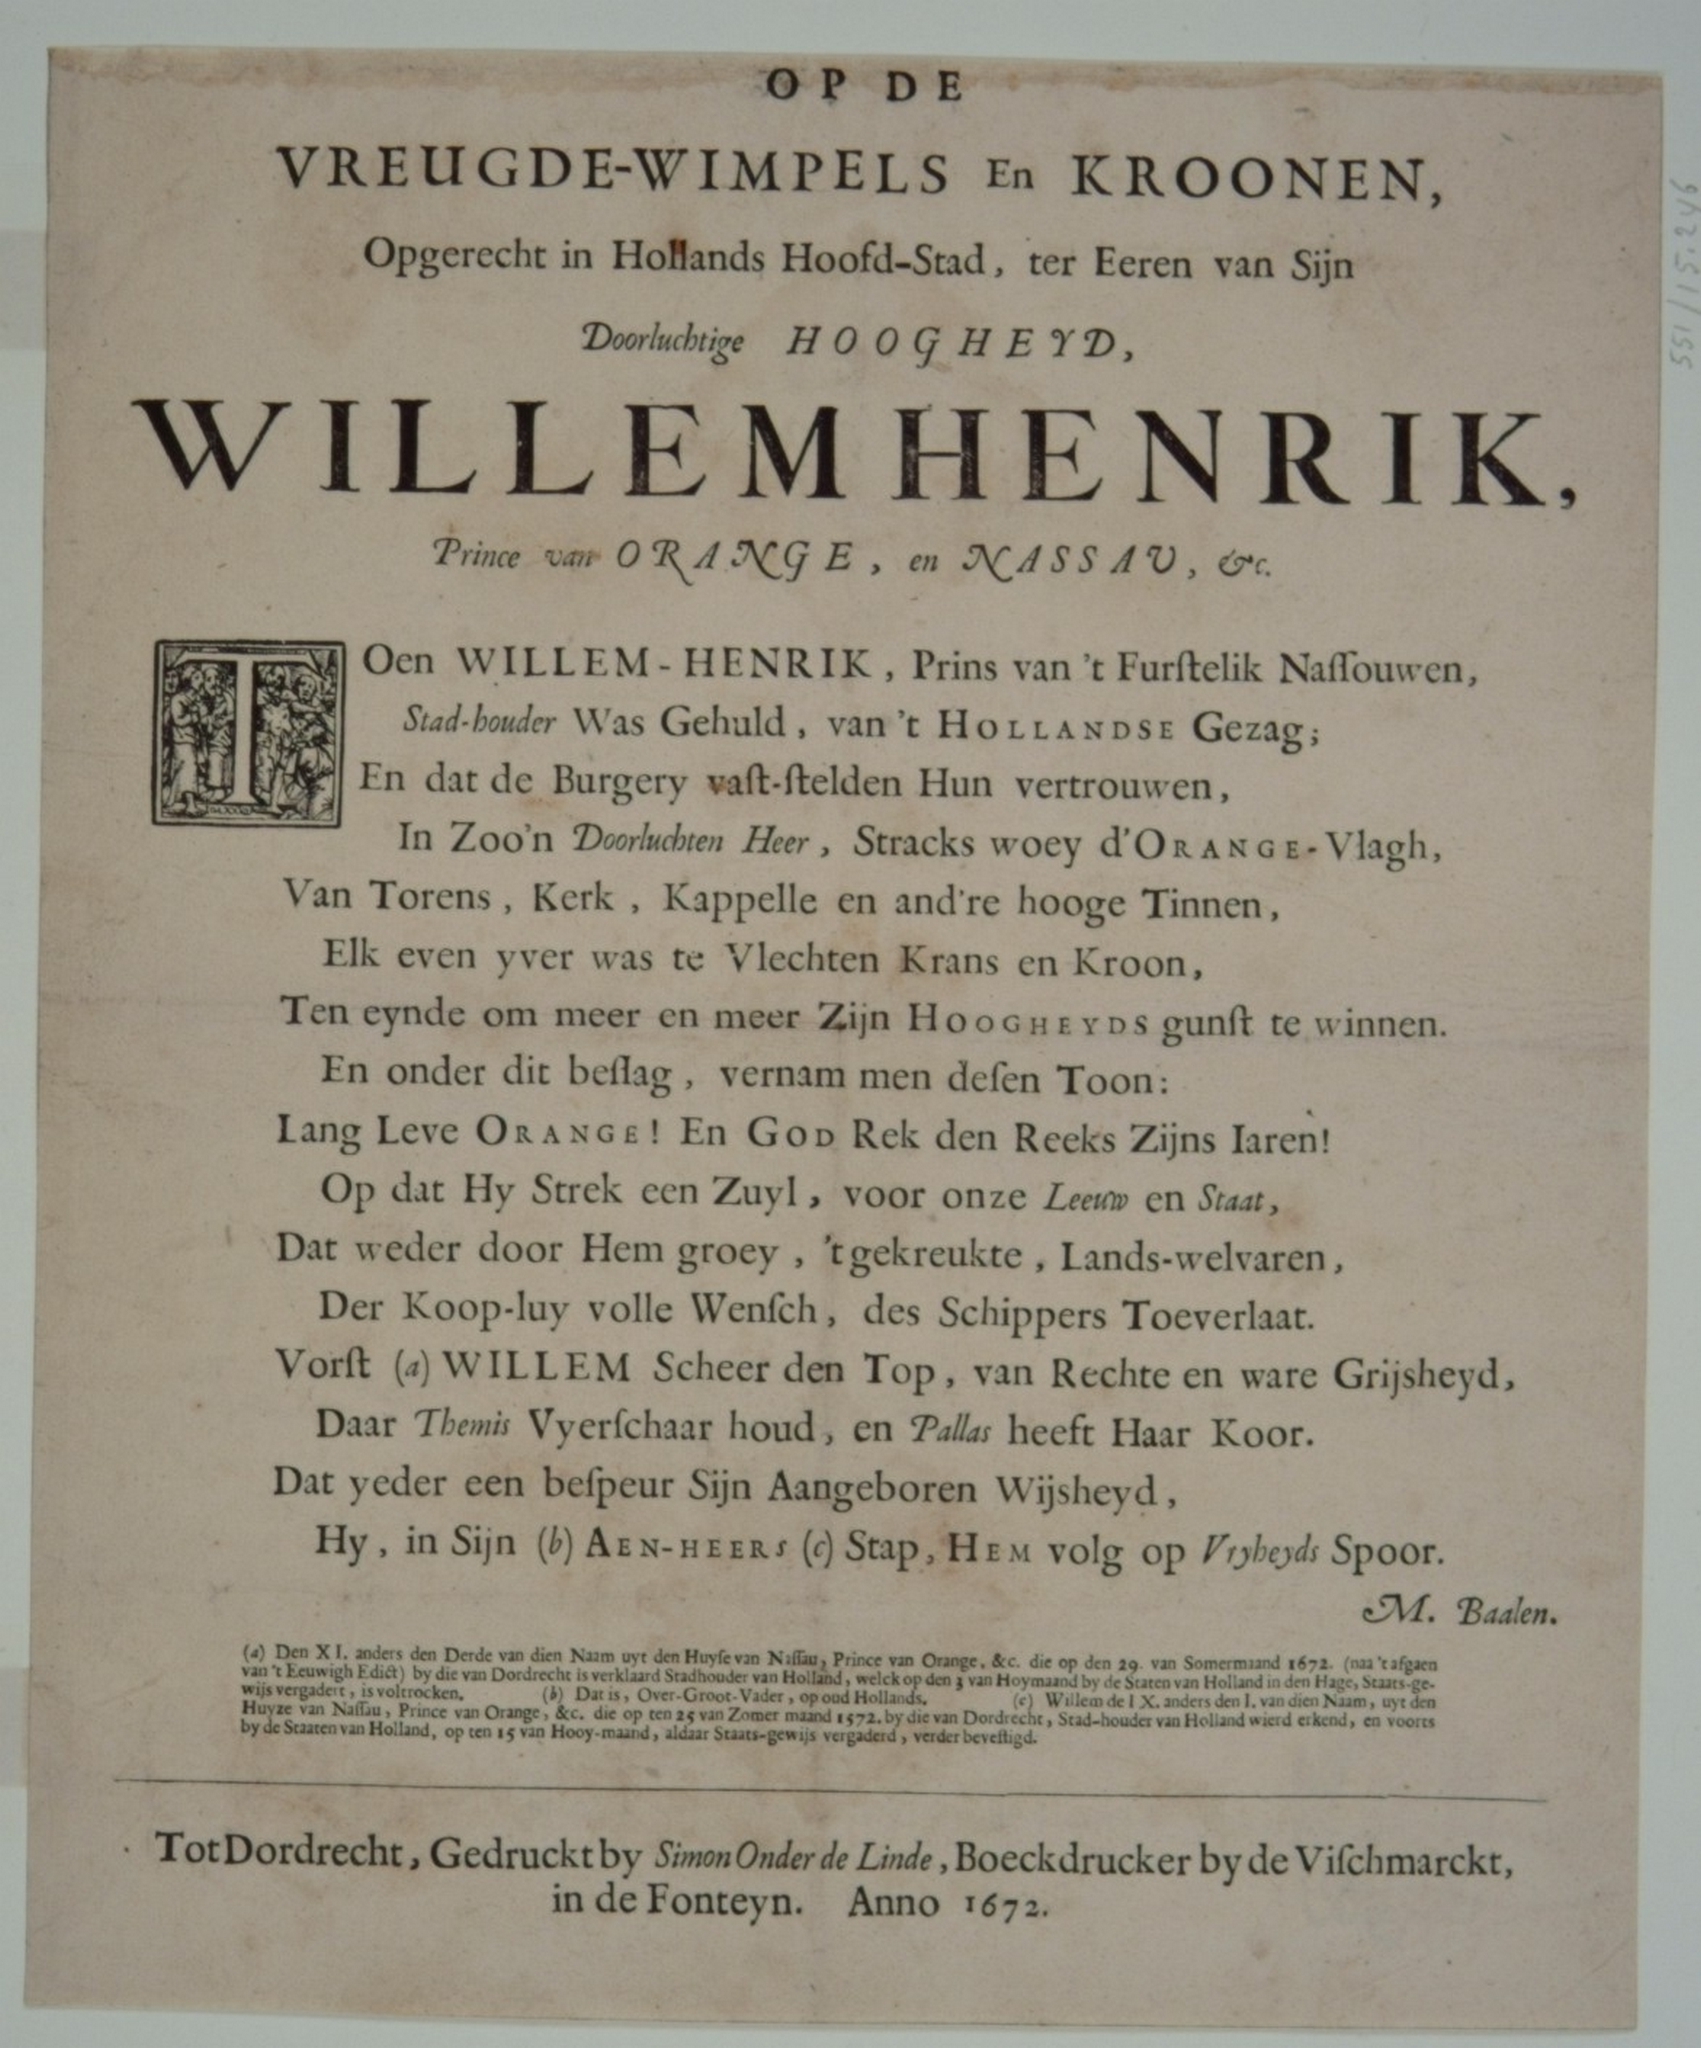 OP DE
VREUGDE-WIMPELS En KROONEN,
Opgerecht in Hollands Hoofd-Stad, ter Eeren van Sijn
Doorluchtige HOOGHEYD,
WILLEM HENRIK,
Prince van ORANGE, en NASSAU, &c.
TOen WILLEM-HENRIK, Prins van 't Furſtelik Naſſouwen,
Stad-houder Was Gehuld, van 't HOLLANDSE Gezag;
En dat de Burgery vaſt-ſtelden Hun vertrouwen,
In Zoo'n Doorluchten Heer, Stracks woey d'ORANGE-Vlagh,
Van Torens, Kerk, Kappelle en and're hooge Tinnen,
Elk even yver was te Vlechten Krans en Kroon,
Ten eynde om meer en meer Zijn HOOGHEYDS gunſt te winnen.
En onder dit beſlag, vernam men deſen Toon:
Lang Leve ORANGE! En GOD Rek den Reeks Zijns Iaren!
Op dat Hy Strek een Zuyl, voor onze Leeuw en Staat,
Dat weder door Hem groey, 't gekreukte, Lands-welvaren,
Der Koop-luy volle Wenſch, des Schippers Toeverlaat.
Vorſt (a) WILLEM Scheer den Top, van Rechte en ware Grijsheyd,
Daar Themis Vyerſchaar houd, en Pallas heeft Haar Koor.
Dat yeder een beſpeur Sijn Aangeboren Wijsheyd,
Hy, in Sijn (b) AEN-HEERS (c) Stap, HEM volg op Vryheyds Spoor.
M. Baalen.
(a) Den XI. anders den Derde van dien Naam uyt den Huyſe van Naſſau, Prince van Orange, &c. die op den 29. van Somermaand 1672. (naa 't afgaen
van 't Eeuwigh Edict) by die van Dordrecht is verklaard Stadhouder van Holland, welck op den 3 van Hoymaand by de Staten van Holland in den Hage, Staats-ge-
wijs vergadert, is voltrocken. (b) Dat is, Over-Groot-Vader, op oud Hollands. (c) Willem de IX. anders den I. van dien Naam, uyt den
Huyze van Naſſau, Prince van Orange, &c. die op ten 25 van Zomer maand 1572. by die van Dordrecht, Stad-houder van Holland wierd erkend, en voorts
by de Staaten van Holland, op ten 15 van Hooy-maand, aldaar Staats-gewijs vergaderd, verder beveſtigd.
Tot Dordrecht, Gedruckt by Simon Onder de Linde, Boeckdrucker by de Viſchmarckt,
in de Fonteyn. Anno 1672.
551/15.246